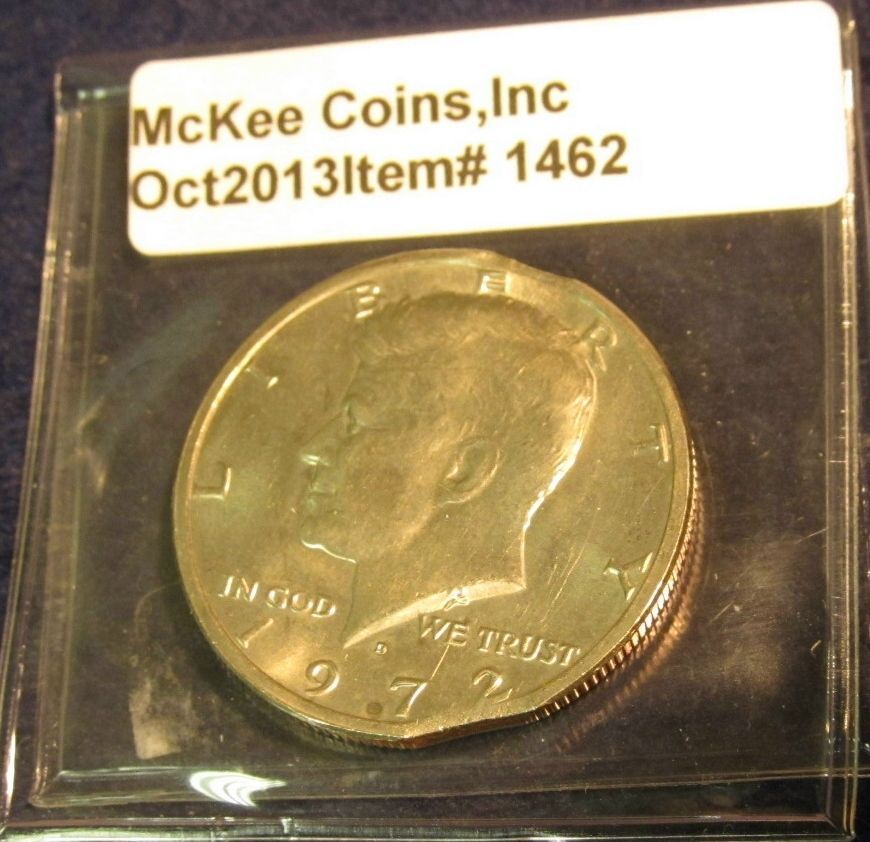 McKee Coins,Inc
Oct2013Item# 1462
LIBERTY
IN GOD WE TRUST
D
1972